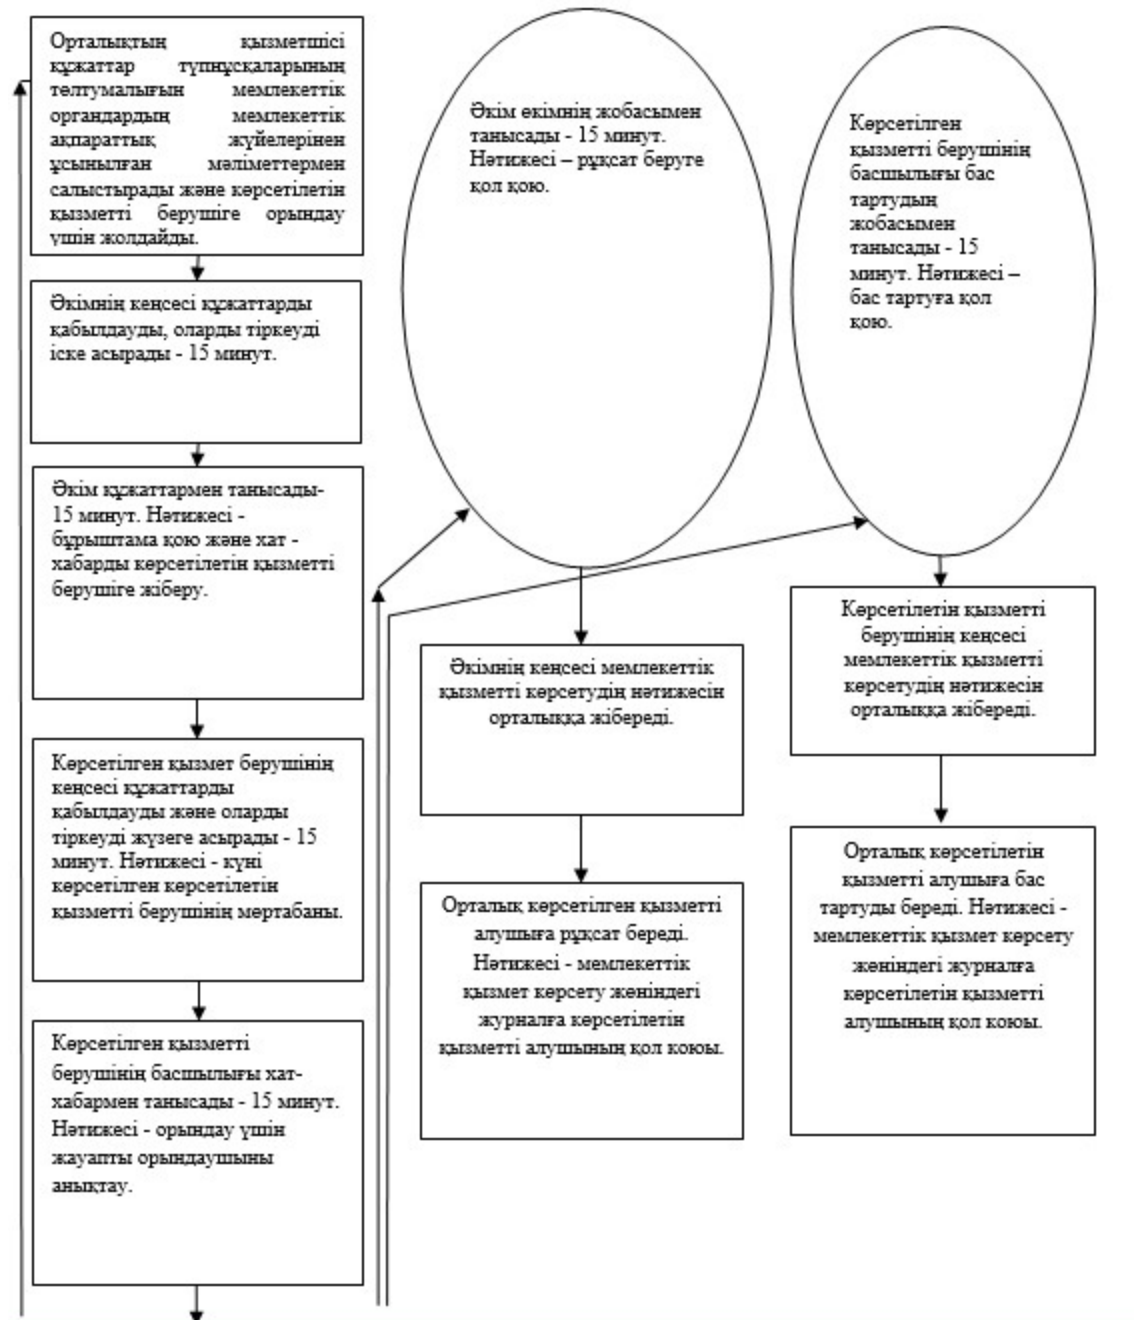 Орталықтың қызметшісі
құжаттар түпнұсқаларының
төлтумалығын мемлекеттік
органдардың мемлекеттік
ақпараттық жүйелерінен
ұсынылған мәліметтермен
салыстырады және көрсетілетін
қызметті берушіге орындау
үшін жолдайды.
Әкімнің кеңсесі құжаттарды
қабылдауды, оларды тіркеуді
іске асырады - 15 минут.
Әкім құжаттармен танысады-
15 минут. Нәтижесі -
бұрыштама қою және хат -
хабарды көрсетілетін қызметті
берушіге жіберу.
Көрсетілген қызмет берушінің
кеңсесі құжаттарды
қабылдауды және оларды
тіркеуді жүзеге асырады - 15
минут. Нәтижесі - күні
көрсетілген көрсетілетін
қызметті берушінің мөртабаны.
Көрсетілген қызметті
берушінің басшылығы хат-
хабармен танысады - 15 минут.
Нәтижесі - орындау үшін
жауапты орындаушыны
анықтау.
Әкім өкімнің жобасымен
танысады - 15 минут.
Нәтижесі – рұқсат беруге
қол қою.
Әкімнің кеңсесі мемлекеттік
қызметті көрсетудің нәтижесін
орталыққа жібереді.
Орталық көрсетілген қызметті
алушыға рұқсат береді.
Нәтижесі - мемлекеттік
қызмет көрсету жөніндегі
журналға көрсетілетін
қызметті алушының қол коюы.
Көрсетілген
қызметті берушінің
басшылығы бас
тартудың
жобасымен
танысады - 15
минут. Нәтижесі –
бас тартуға қол
қою.
Көрсетілетін қызметті
берушінің кеңсесі
мемлекеттік қызметті
көрсетудің нәтижесін
орталыққа жібереді.
Орталық көрсетілетін
қызметті алушыға бас
тартуды береді. Нәтижесі -
мемлекеттік қызмет көрсету
жөніндегі журналға
көрсетілетін қызметті
алушының қол коюы.